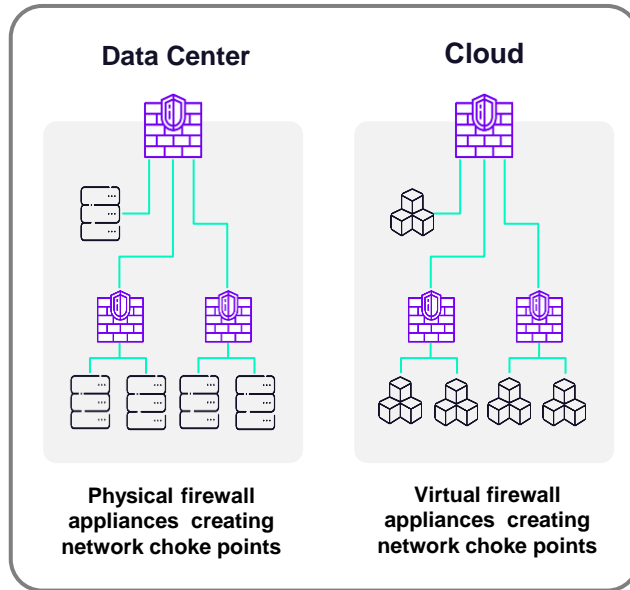 Data Center
Cloud
Physical firewall
appliances creating
network choke points
Virtual firewall
appliances creating
network choke points